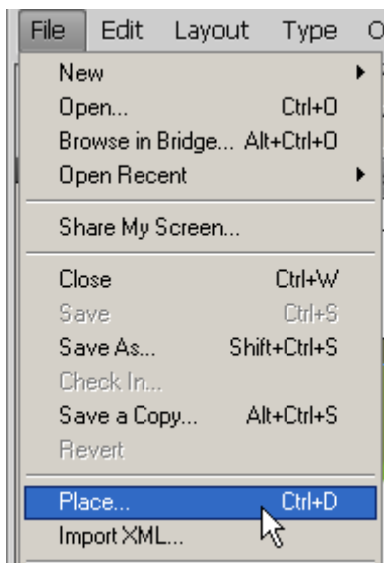 File Edit Layout Type
New
Open... Ctrl+O
Browse in Bridge... Alt+Ctrl+O
Open Recent
Share My Screen...
Close Ctrl+W
Save Ctrl+S
Save As... Shift+Ctrl+S
Check In...
Save a Copy... Alt+Ctrl+S
Revert
Place... Ctrl+D
Import XML...